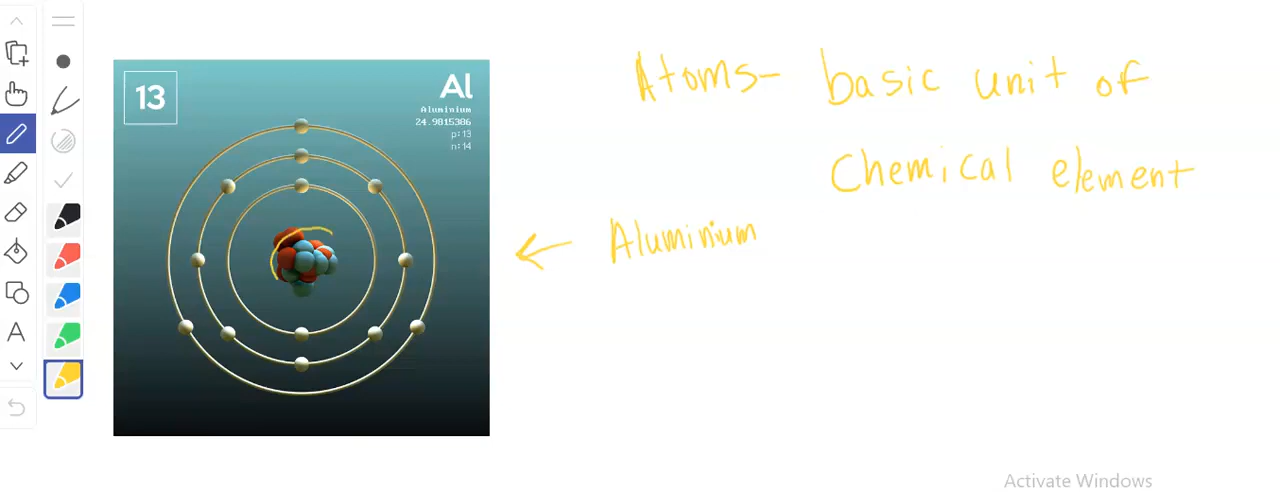 13
Al
Aluminium
24.9815386
p:13
n:14
Atoms- basic unit of
Chemical element
Aluminium
A
Activate Windows